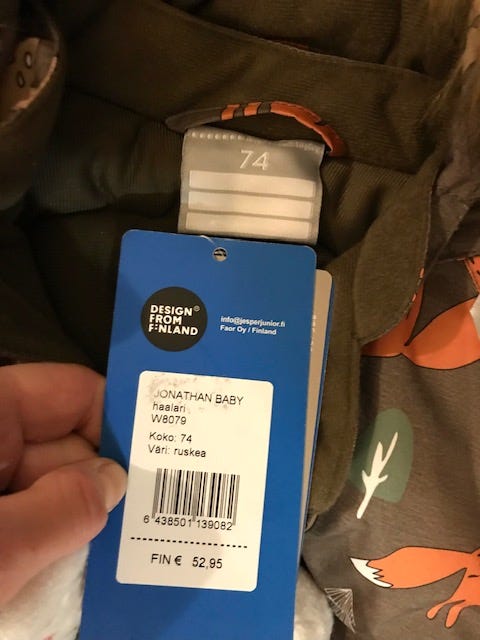 74
DESIGN®
FROM
FINLAND
info@jesperjunior.fi
Faor Oy / Finland
JONATHAN BABY
haalari
W8079
Koko: 74
Väri: ruskea
6 438501 139082
FIN € 52,95